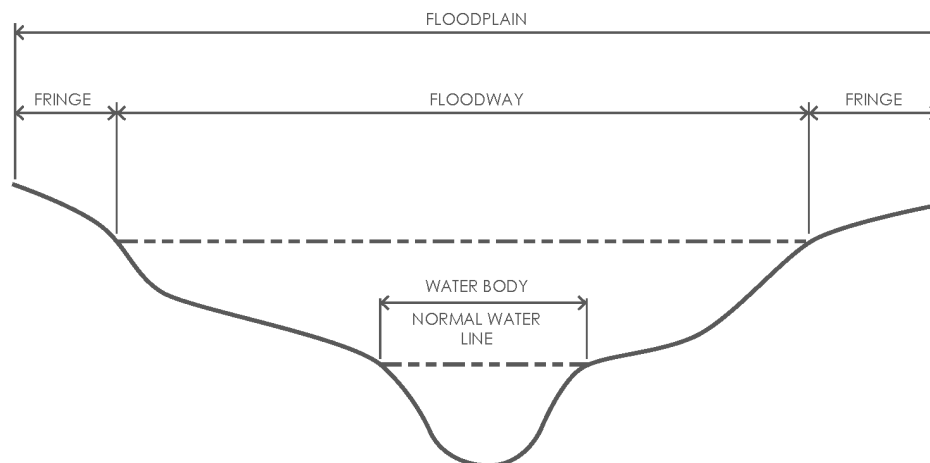 FLOODPLAIN
FRINGE
FLOODWAY
FRINGE
WATER BODY
NORMAL WATER
LINE